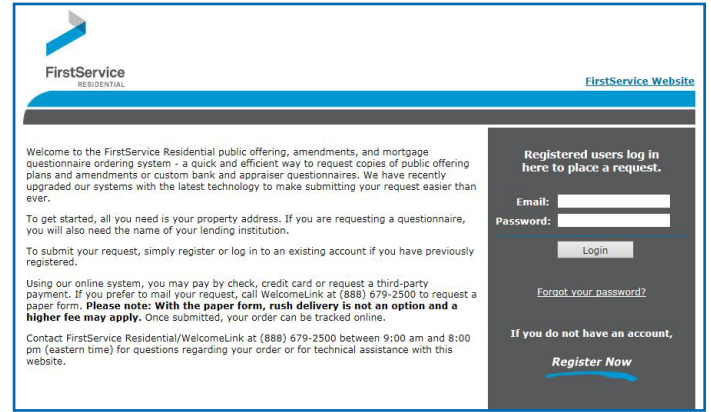 FirstService
RESIDENTIAL
FirstService Website
Welcome to the FirstService Residential public offering, amendments, and mortgage
questionnaire ordering system - a quick and efficient way to request copies of public offering
plans and amendments or custom bank and appraiser questionnaires. We have recently
upgraded our systems with the latest technology to make submitting your request easier than
ever.
To get started, all you need is your property address. If you are requesting a questionnaire,
you will also need the name of your lending institution.
To submit your request, simply register or log in to an existing account if you have previously
registered.
Using our online system, you may pay by check, credit card or request a third-party
payment. If you prefer to mail your request, call WelcomeLink at (888) 679-2500 to request a
paper form. Please note: With the paper form, rush delivery is not an option and a
higher fee may apply. Once submitted, your order can be tracked online.
Contact FirstService Residential/WelcomeLink at (888) 679-2500 between 9:00 am and 8:00
pm (eastern time) for questions regarding your order or for technical assistance with this
website.
Registered users log in
here to place a request.
Email:
Password:
Login
Forgot your password?
If you do not have an account,
Register Now